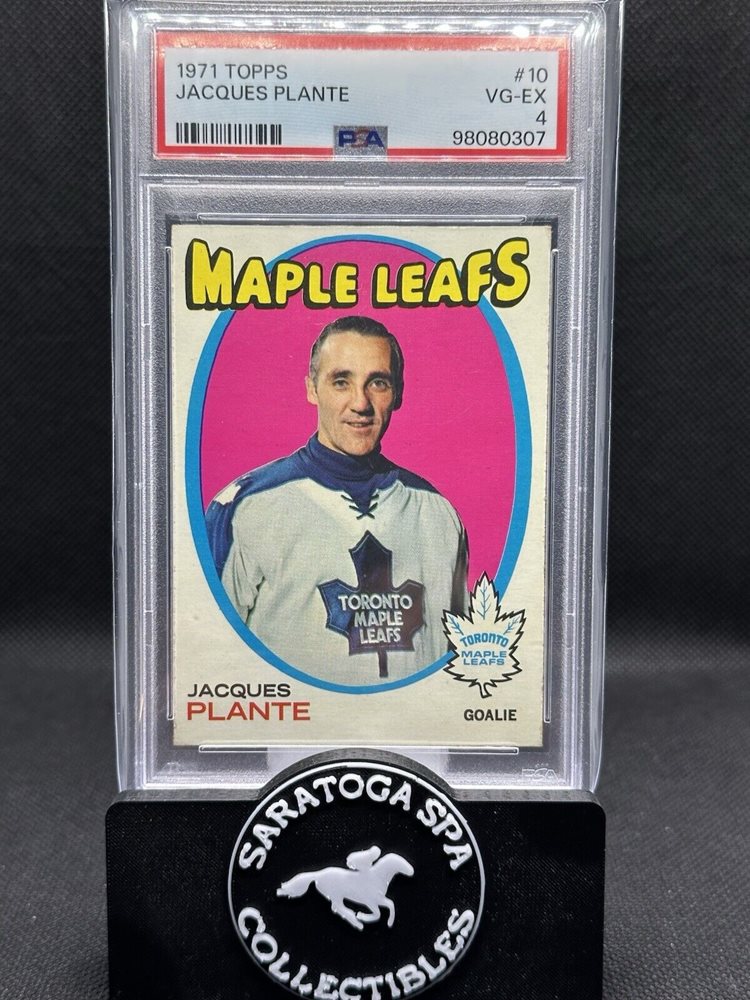 1971 TOPPS #10
JACQUES PLANTE VG-EX
4
PSA 98080307
MAPLE LEAFS
TORONTO
MAPLE
LEAFS
TORONTO
MAPLE
LEAFS
JACQUES
PLANTE
GOALIE
PSA
SARATOGA SPA
COLLECTIBLES